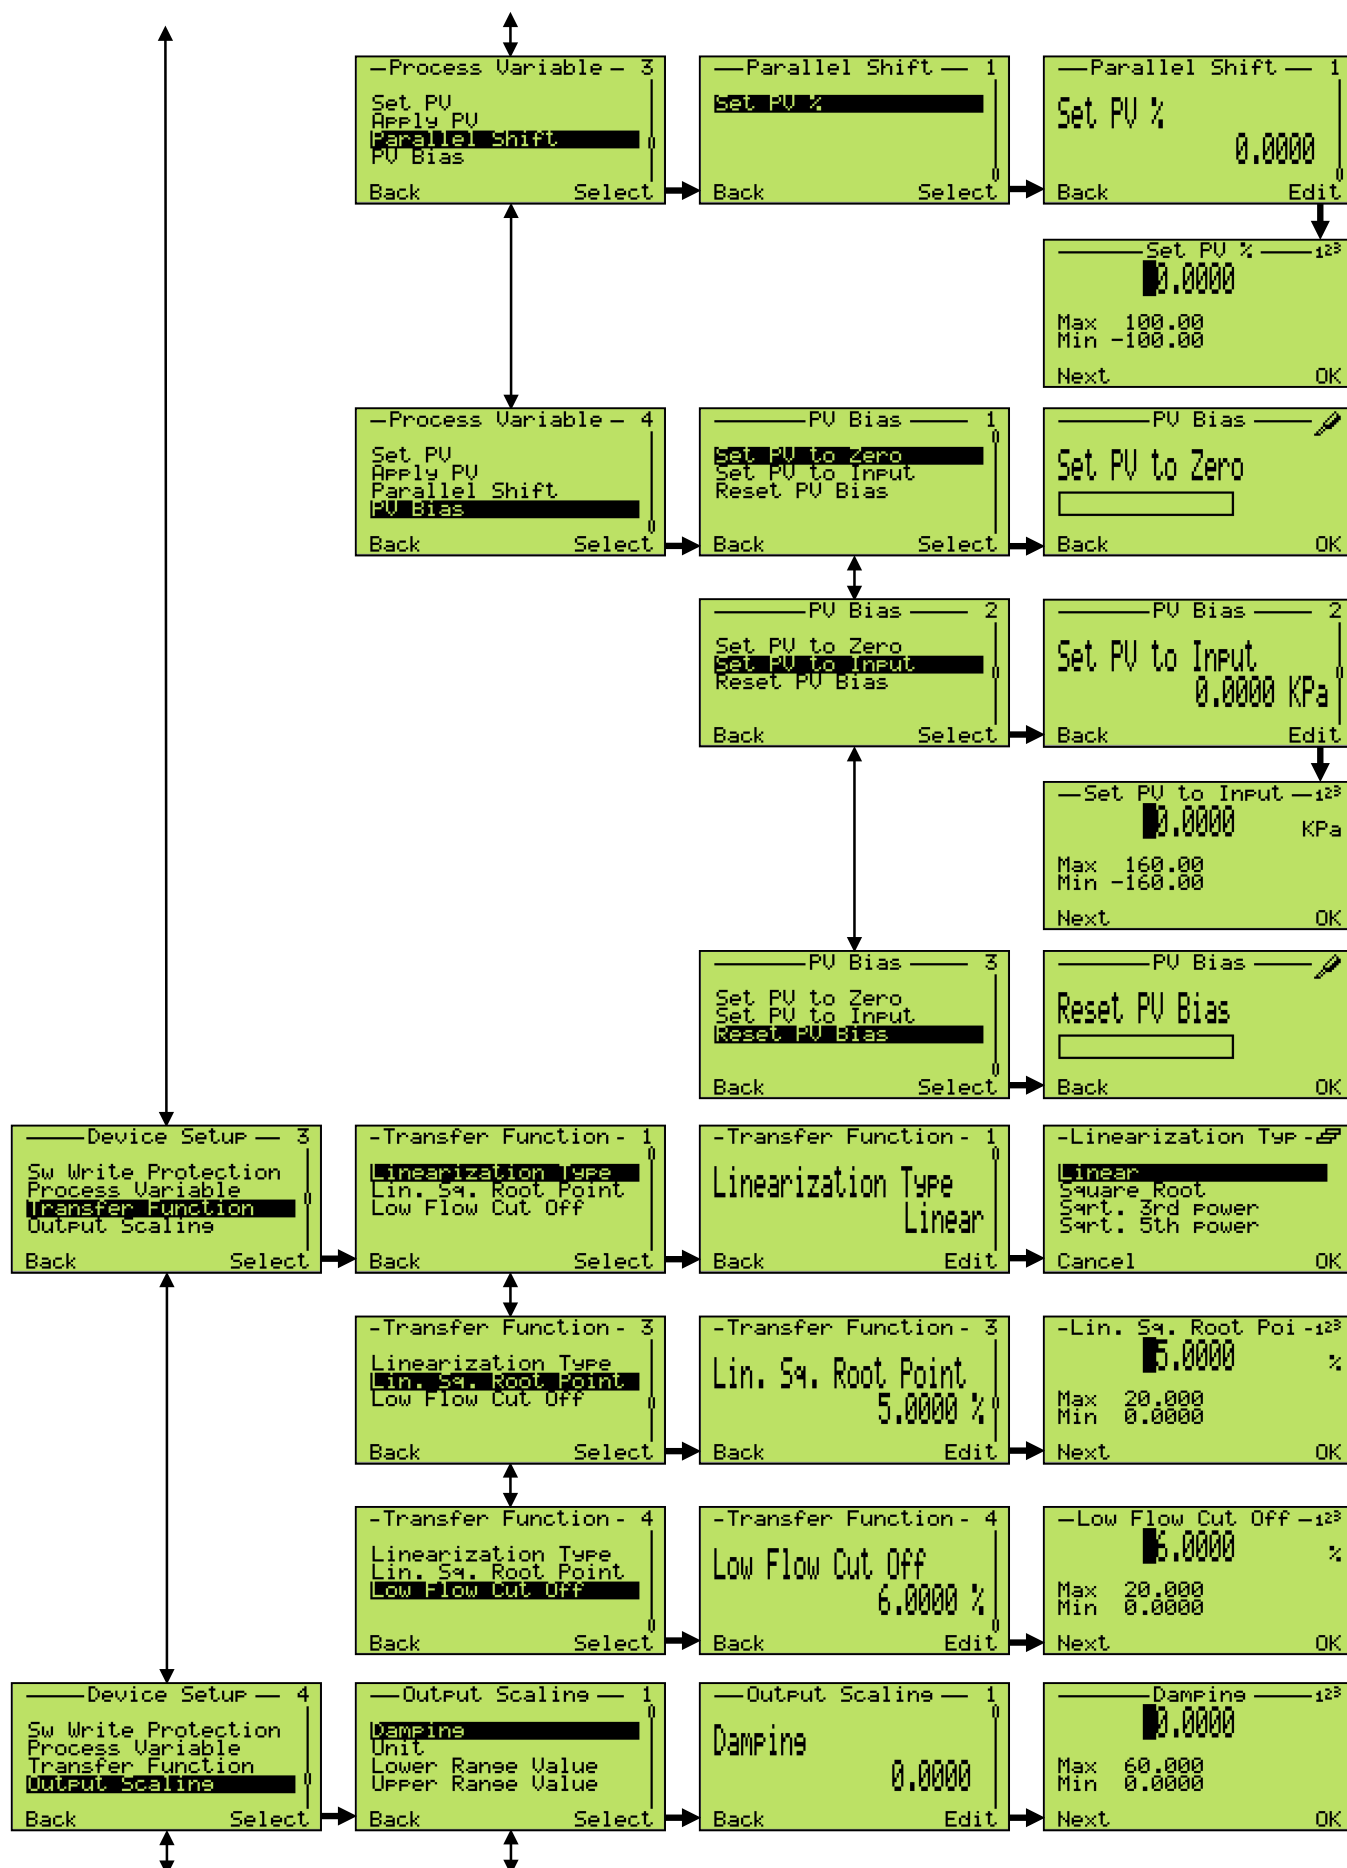 Process Variable 3
Set PV
Apply PV
Parallel Shift
PV Bias
Back Select
Parallel Shift 1
Set PV %
Back Select
Parallel Shift 1
Set PV %
0.0000
Back Edit
Set PV % 123
0.0000
Max 100.00
Min -100.00
Next OK
Process Variable 4
Set PV
Apply PV
Parallel Shift
PV Bias
Back Select
PV Bias 1
Set PV to Zero
Set PV to Input
Reset PV Bias
Back Select
PV Bias
Set PV to Zero
Back OK
PV Bias 2
Set PV to Zero
Set PV to Input
Reset PV Bias
Back Select
PV Bias 2
Set PV to Input
0.0000 KPa
Back Edit
Set PV to Input 123
0.0000 KPa
Max 160.00
Min -160.00
Next OK
PV Bias 3
Set PV to Zero
Set PV to Input
Reset PV Bias
Back Select
PV Bias
Reset PV Bias
Back OK
Device Setup 3
Sw Write Protection
Process Variable
Transfer Function
Output Scaling
Back Select
-Transfer Function- 1
Linearization Type
Lin. Sq. Root Point
Low Flow Cut Off
Back Select
-Transfer Function- 1
Linearization Type
Linear
Back Edit
-Linearization Typ-
Linear
Square Root
Sqrt. 3rd power
Sqrt. 5th power
Cancel OK
-Transfer Function- 3
Linearization Type
Lin. Sq. Root Point
Low Flow Cut Off
Back Select
-Transfer Function- 3
Lin. Sq. Root Point
5.0000 %
Back Edit
-Lin. Sq. Root Poi-123
5.0000 %
Max 20.000
Min 0.0000
Next OK
-Transfer Function- 4
Linearization Type
Lin. Sq. Root Point
Low Flow Cut Off
Back Select
-Transfer Function- 4
Low Flow Cut Off
6.0000 %
Back Edit
Low Flow Cut Off 123
6.0000 %
Max 20.000
Min 0.0000
Next OK
Device Setup 4
Sw Write Protection
Process Variable
Transfer Function
Output Scaling
Back Select
Output Scaling 1
Damping
Unit
Lower Range Value
Upper Range Value
Back Select
Output Scaling 1
Damping
0.0000
Back Edit
Damping 123
0.0000
Max 60.000
Min 0.0000
Next OK